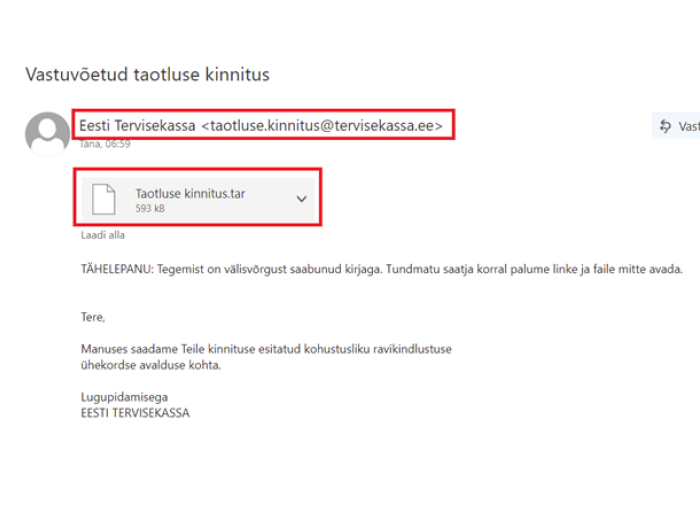 Vastuvõetud taotluse kinnitus
Eesti Tervisekassa <taotluse.kinnitus@tervisekassa.ee>
Täna, 06:59
Vast
Taotluse kinnitus.tar
593 kB
Laadi alla
TÄHELEPANU: Tegemist on välisvõrgust saabunud kirjaga. Tundmatu saatja korral palume linke ja faile mitte avada.
Tere,
Manuses saadame Teile kinnituse esitatud kohustusliku ravikindlustuse
ühekordse avalduse kohta.
Lugupidamisega
EESTI TERVISEKASSA